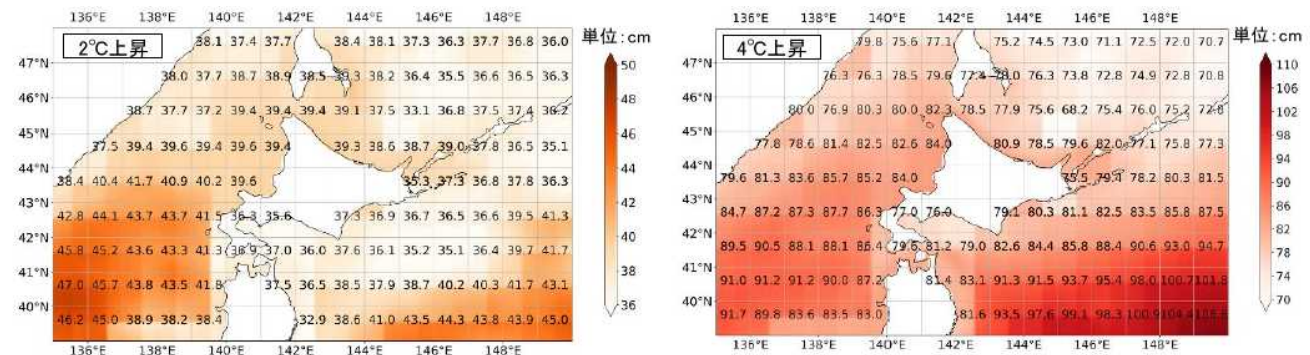 136°E 138°E 140°E 142°E 144°E 146°E 148°E
2℃上昇
単位:cm
38.1 37.4 37.7 38.4 38.1 37.3 36.3 37.7 36.8 36.0
47°N
38.0 37.7 38.7 38.9 38.5 39.3 38.2 36.4 35.5 36.6 36.5 36.3
46°N
38.7 37.7 37.2 39.4 39.4 39.4 39.1 37.5 33.1 36.8 37.5 37.4 36.2
45°N
37.5 39.4 39.6 39.4 39.6 39.4 39.3 38.6 38.7 39.0 37.8 36.5 35.1
44°N
38.4 40.4 41.7 40.9 40.2 39.6 35.3 37.3 36.8 37.8 36.3
43°N
42.8 44.1 43.7 43.7 41.5 36.3 35.6 37.3 36.9 36.7 36.5 36.6 39.5 41.3
42°N
45.8 45.2 43.6 43.3 41.3 36.9 37.0 36.0 37.6 36.1 35.2 35.1 36.4 39.7 41.7
41°N
47.0 45.7 43.8 43.5 41.8 37.5 36.5 38.5 37.9 38.7 40.2 40.3 41.7 43.1
40°N
46.2 45.0 38.9 38.2 38.4 32.9 38.6 41.0 43.5 44.3 43.8 43.9 45.0
136°E 138°E 140°E 142°E 144°E 146°E 148°E
50
48
46
44
42
40
38
36
136°E 138°E 140°E 142°E 144°E 146°E 148°E
4℃上昇
単位:cm
79.8 75.6 77.1 75.2 74.5 73.0 71.1 72.5 72.0 70.7
47°N
76.3 76.3 78.5 79.6 77.4 78.0 76.3 73.8 72.8 74.9 72.8 70.8
46°N
80.0 76.9 80.3 80.0 82.3 78.5 77.9 75.6 68.2 75.4 76.0 75.2 72.8
45°N
77.8 78.6 81.4 82.5 82.6 84.0 80.9 78.5 79.6 82.0 77.1 75.8 77.3
44°N
79.6 81.3 83.6 85.7 85.2 84.0 75.5 79.4 78.2 80.3 81.5
43°N
84.7 87.2 87.3 87.7 86.3 77.0 76.0 79.1 80.3 81.1 82.5 83.5 85.8 87.5
42°N
89.5 90.5 88.1 88.1 86.4 79.6 81.2 79.0 82.6 84.4 85.8 88.4 90.6 93.0 94.7
41°N
91.0 91.2 91.2 90.0 87.2 81.4 83.1 91.3 91.5 93.7 95.4 98.0 100.7 101.8
40°N
91.7 89.8 83.6 83.5 83.0 81.6 93.5 97.6 99.1 98.3 100.9 104.4
136°E 138°E 140°E 142°E 144°E 146°E 148°E
110
106
102
98
94
90
86
82
78
74
70